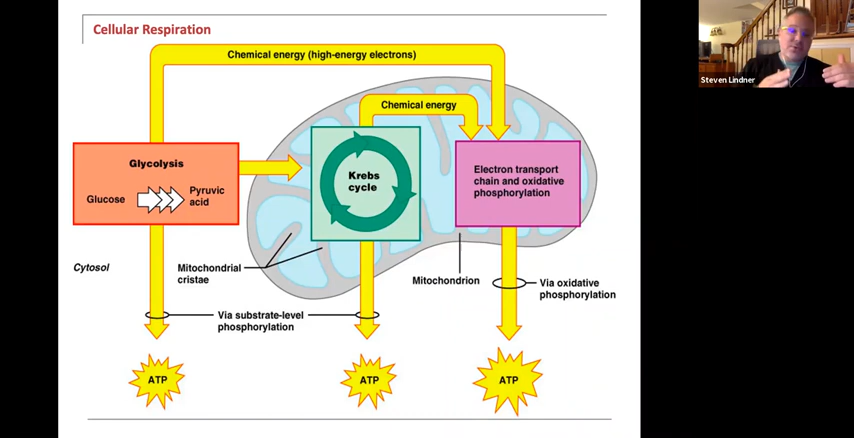 Cellular Respiration
Steven Lindner
Chemical energy (high-energy electrons)
Chemical energy
Glycolysis
Glucose
Pyruvic
acid
Krebs
cycle
Electron transport
chain and oxidative
phosphorylation
Cytosol
Mitochondrial
cristae
Mitochondrion
Via oxidative
phosphorylation
Via substrate-level
phosphorylation
ATP
ATP
ATP